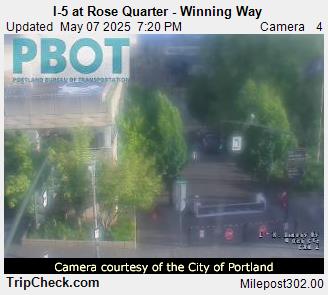 I-5 at Rose Quarter - Winning Way
Updated May 07 2025 7:20 PM Camera 4
PBOT
PORTLAND BUREAU OF TRANSPORTATION
Camera courtesy of the City of Portland
TripCheck.com Milepost302.00